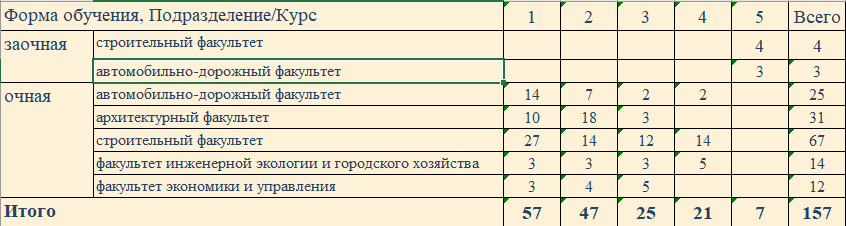 Форма обучения, Подразделение/Курс 1 2 3 4 5 Всего
заочная строительный факультет 4 4
автомобильно-дорожный факультет 3 3
очная автомобильно-дорожный факультет 14 7 2 2 25
архитектурный факультет 10 18 3 31
строительный факультет 27 14 12 14 67
факультет инженерной экологии и городского хозяйства 3 3 3 5 14
факультет экономики и управления 3 4 5 12
Итого 57 47 25 21 7 157